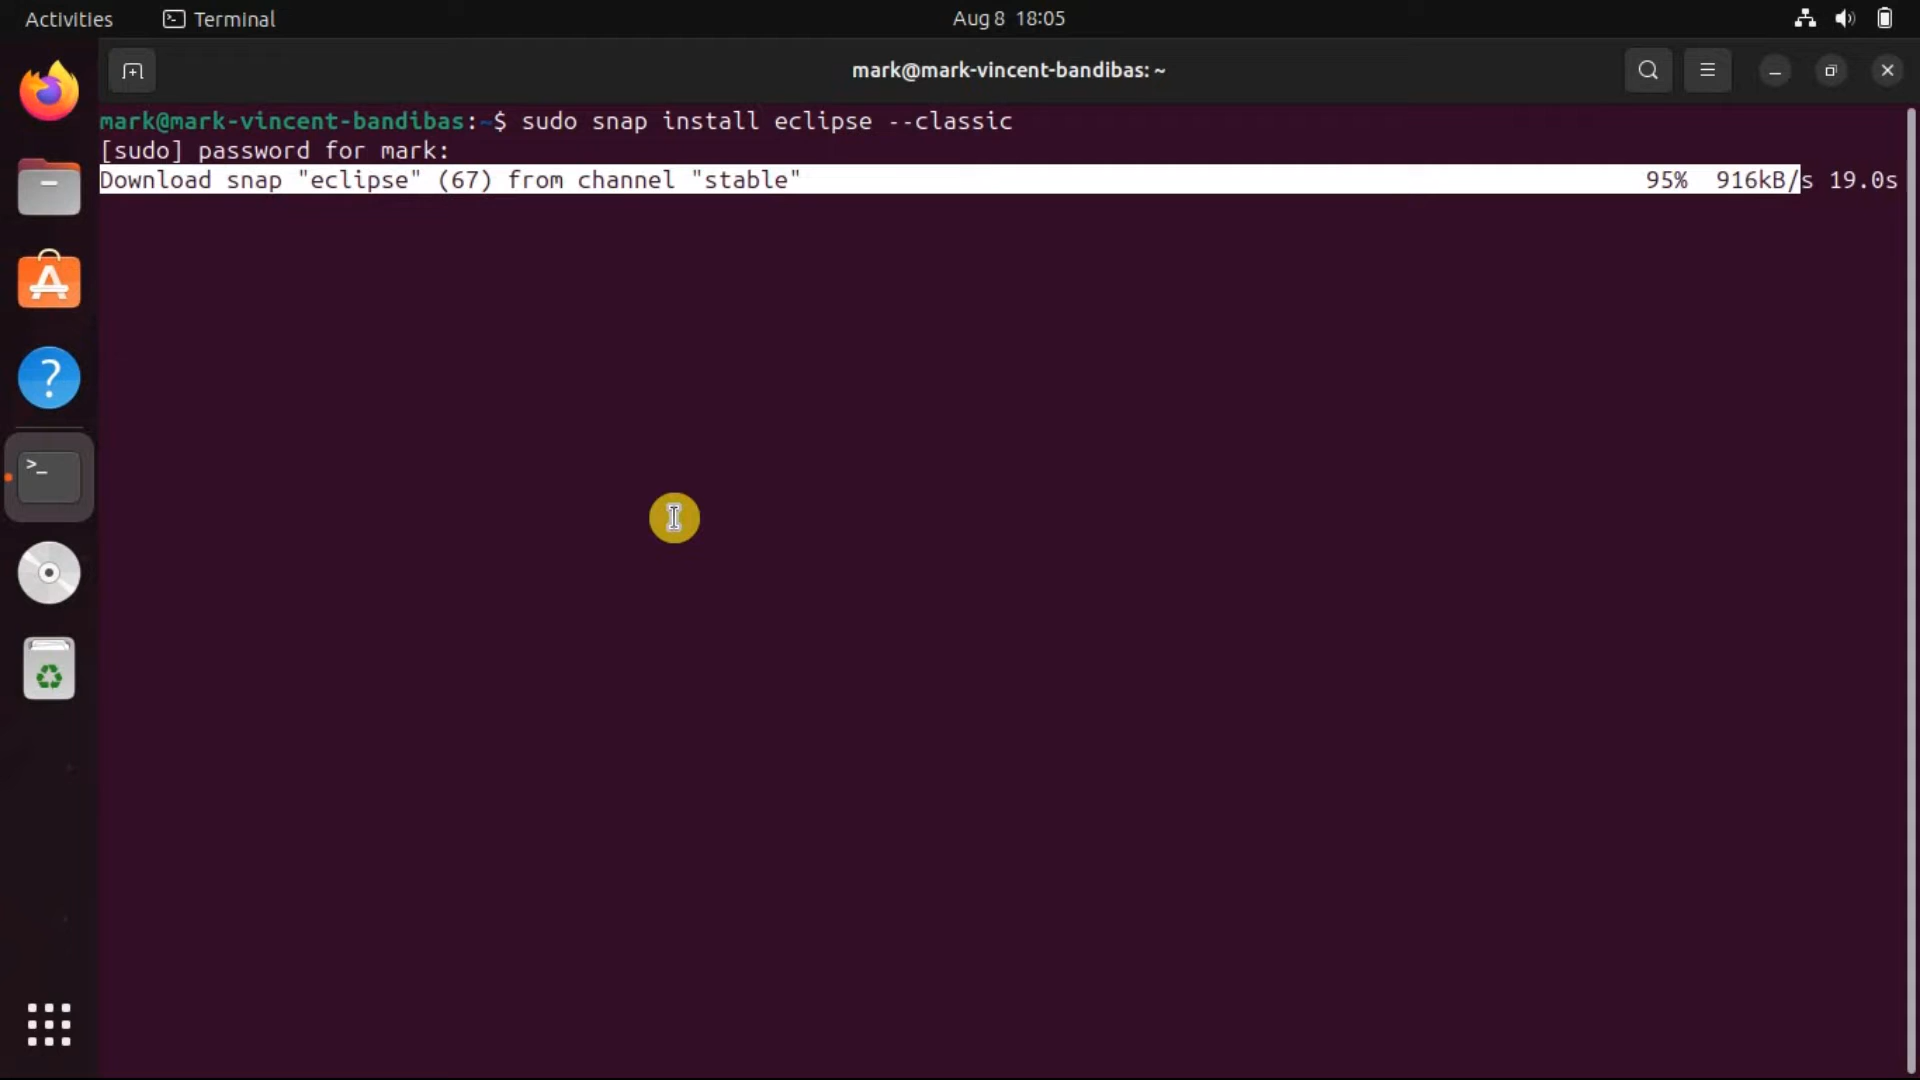 Activities Terminal Aug 8 18:05
mark@mark-vincent-bandibas: ~
mark@mark-vincent-bandibas:~$ sudo snap install eclipse --classic
[sudo] password for mark:
Download snap "eclipse" (67) from channel "stable" 95% 916kB/s 19.0s